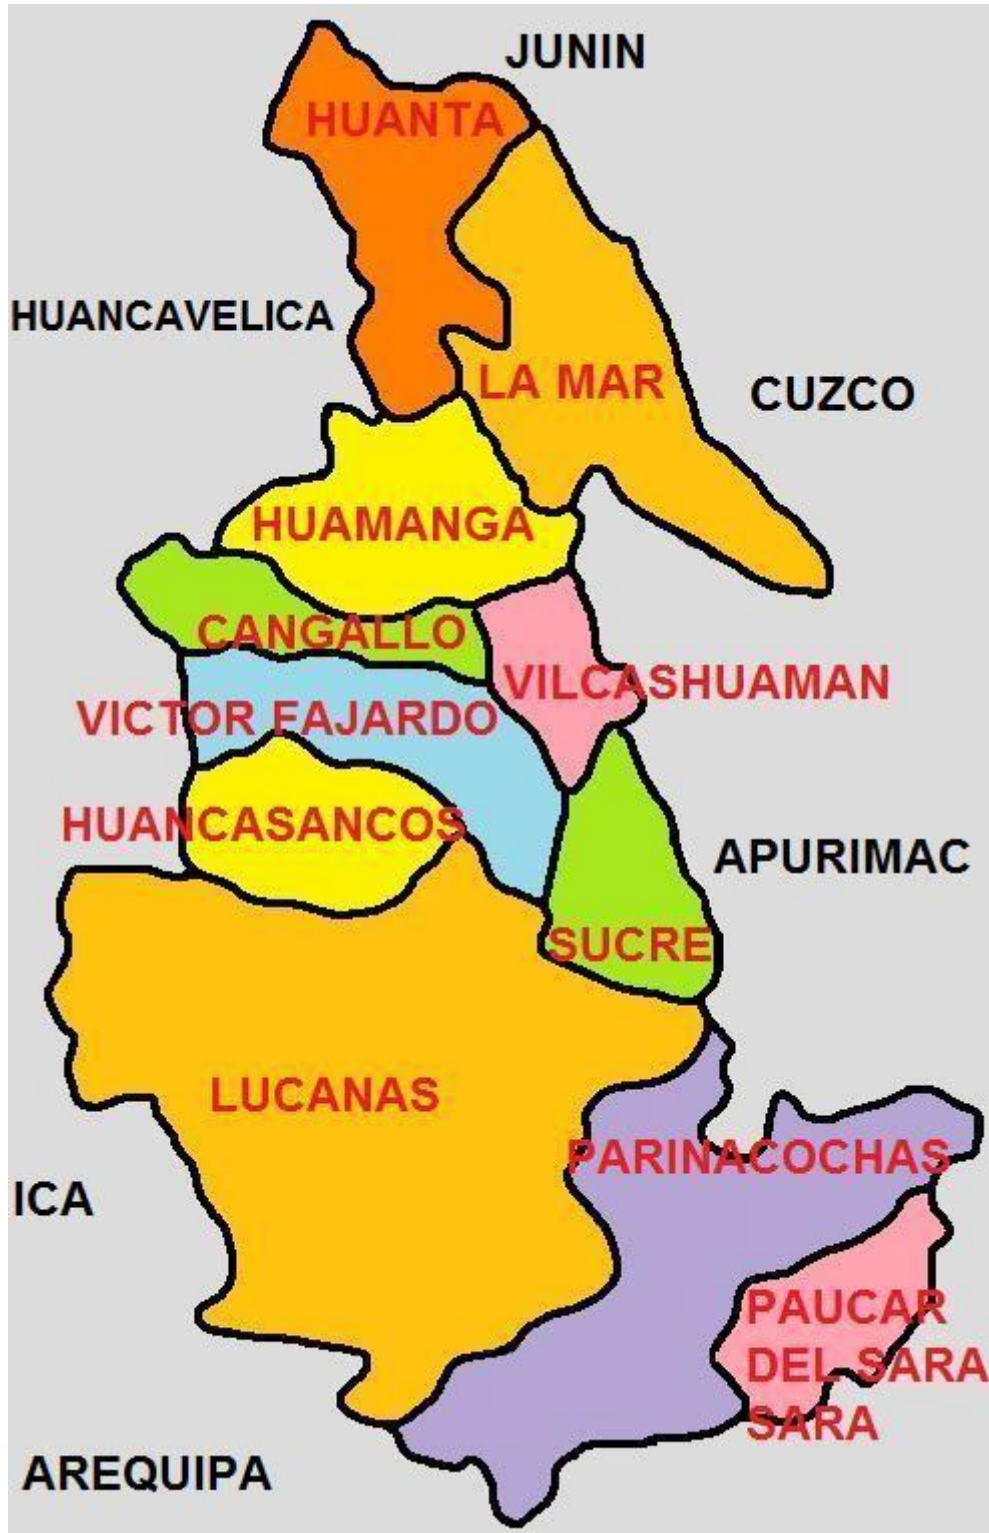 JUNIN
HUANTA
HUANCAVELICA
LA MAR
CUZCO
HUAMANGA
CANGALLO
VILCASHUAMAN
VICTOR FAJARDO
HUANCASANCOS
APURIMAC
SUCRE
LUCANAS
PARINACOCHAS
ICA
PAUCAR
DEL SARA
SARA
AREQUIPA